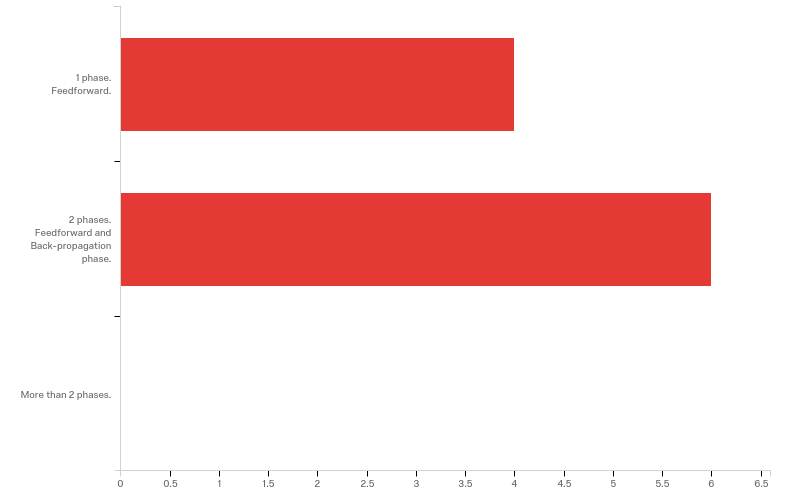 1 phase.
Feedforward.
2 phases.
Feedforward and
Back-propagation
phase.
More than 2 phases.
0 0.5 1 1.5 2 2.5 3 3.5 4 4.5 5 5.5 6 6.5